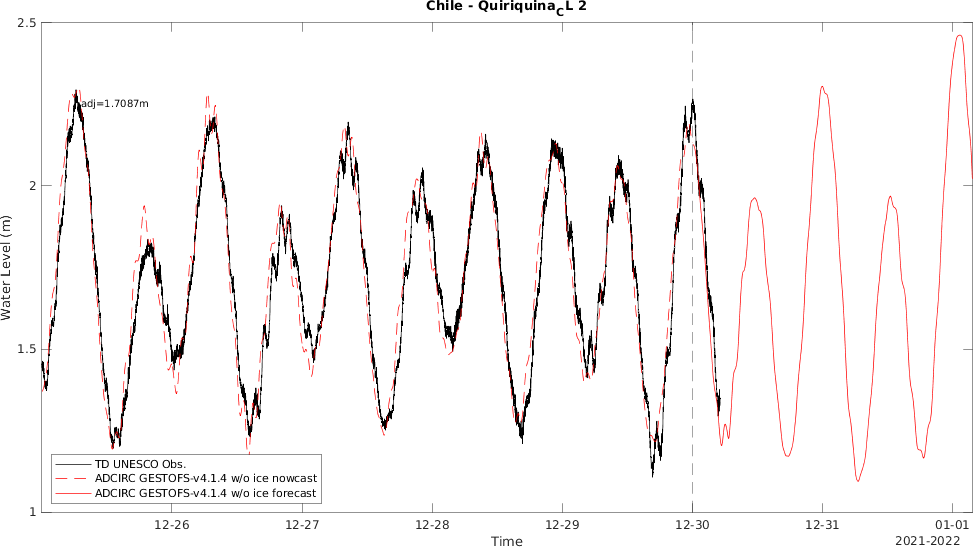 Chile - Quiriquina_CL 2
2.5
adj=1.7087m
2
Water Level (m)
1.5
TD UNESCO Obs.
ADCIRC GESTOFS-v4.1.4 w/o ice nowcast
ADCIRC GESTOFS-v4.1.4 w/o ice forecast
1
12-26 12-27 12-28 12-29 12-30 12-31 01-01
Time
2021-2022